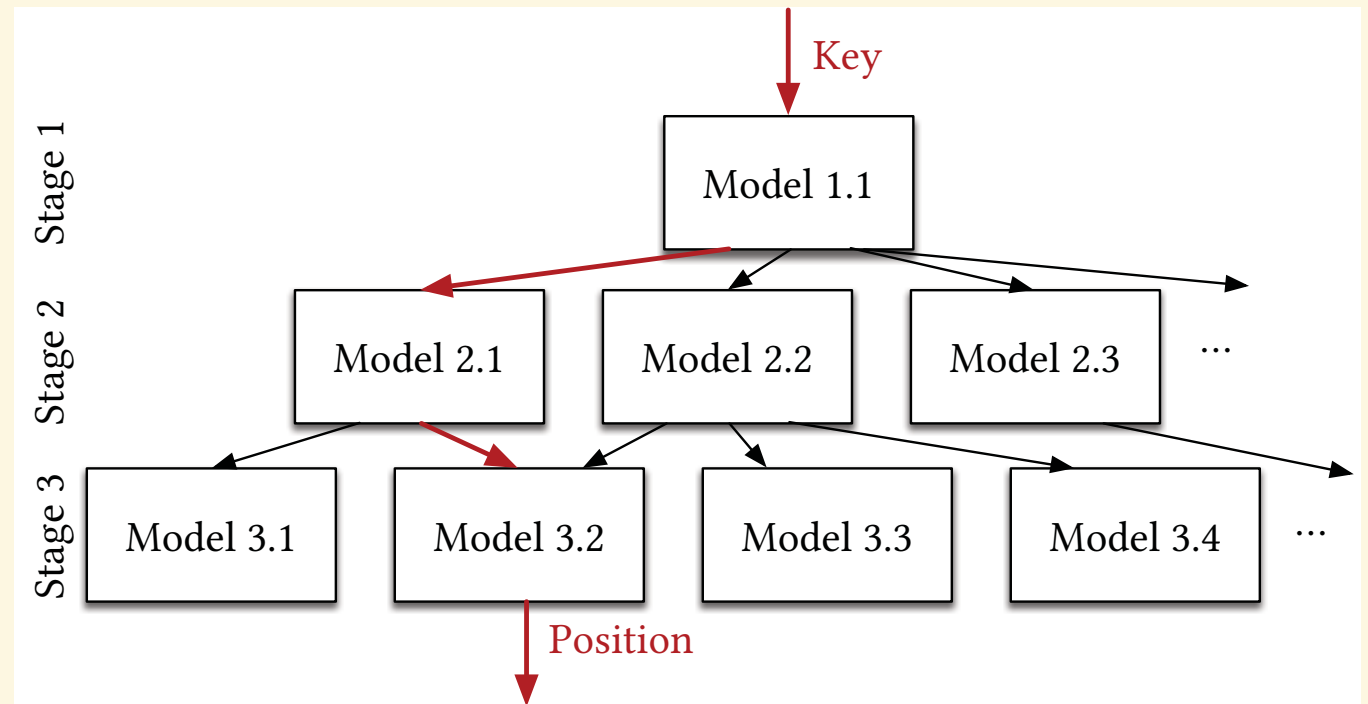 Key
Stage 1
Model 1.1
Stage 2
Model 2.1
Model 2.2
Model 2.3
...
Stage 3
Model 3.1
Model 3.2
Model 3.3
Model 3.4
...
Position